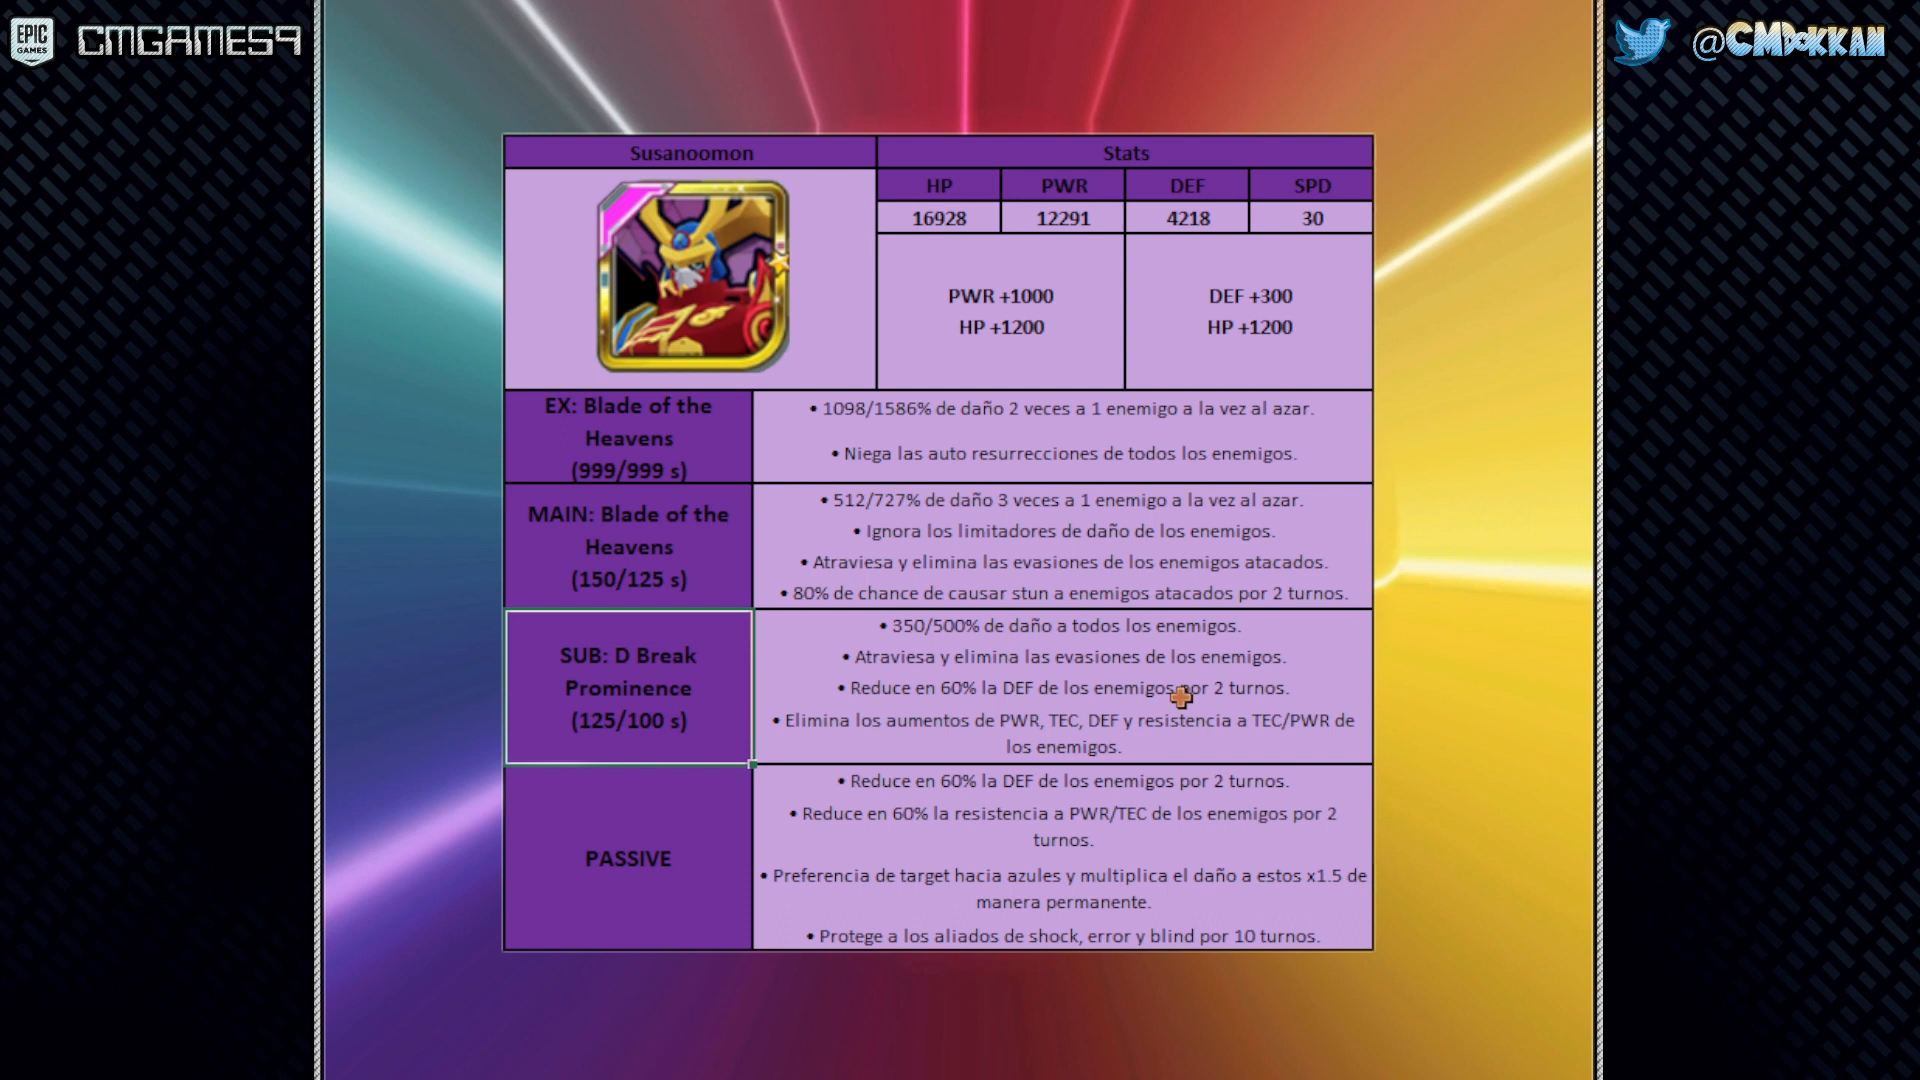 EPIC
GAMES
CMGAMES9
@CMDOKKAN
Susanoomon
Stats
HP
PWR
DEF
SPD
16928
12291
4218
30
PWR +1000
HP +1200
DEF +300
HP +1200
EX: Blade of the
Heavens
(999/999 s)
• 1098/1586% de daño 2 veces a 1 enemigo a la vez al azar.
• Niega las auto resurrecciones de todos los enemigos.
MAIN: Blade of the
Heavens
(150/125 s)
• 512/727% de daño 3 veces a 1 enemigo a la vez al azar.
• Ignora los limitadores de daño de los enemigos.
• Atraviesa y elimina las evasiones de los enemigos atacados.
• 80% de chance de causar stun a enemigos atacados por 2 turnos.
SUB: D Break
Prominence
(125/100 s)
• 350/500% de daño a todos los enemigos.
• Atraviesa y elimina las evasiones de los enemigos.
• Reduce en 60% la DEF de los enemigos por 2 turnos.
• Elimina los aumentos de PWR, TEC, DEF y resistencia a TEC/PWR de
los enemigos.
PASSIVE
• Reduce en 60% la DEF de los enemigos por 2 turnos.
• Reduce en 60% la resistencia a PWR/TEC de los enemigos por 2
turnos.
• Preferencia de target hacia azules y multiplica el daño a estos x1.5 de
manera permanente.
• Protege a los aliados de shock, error y blind por 10 turnos.